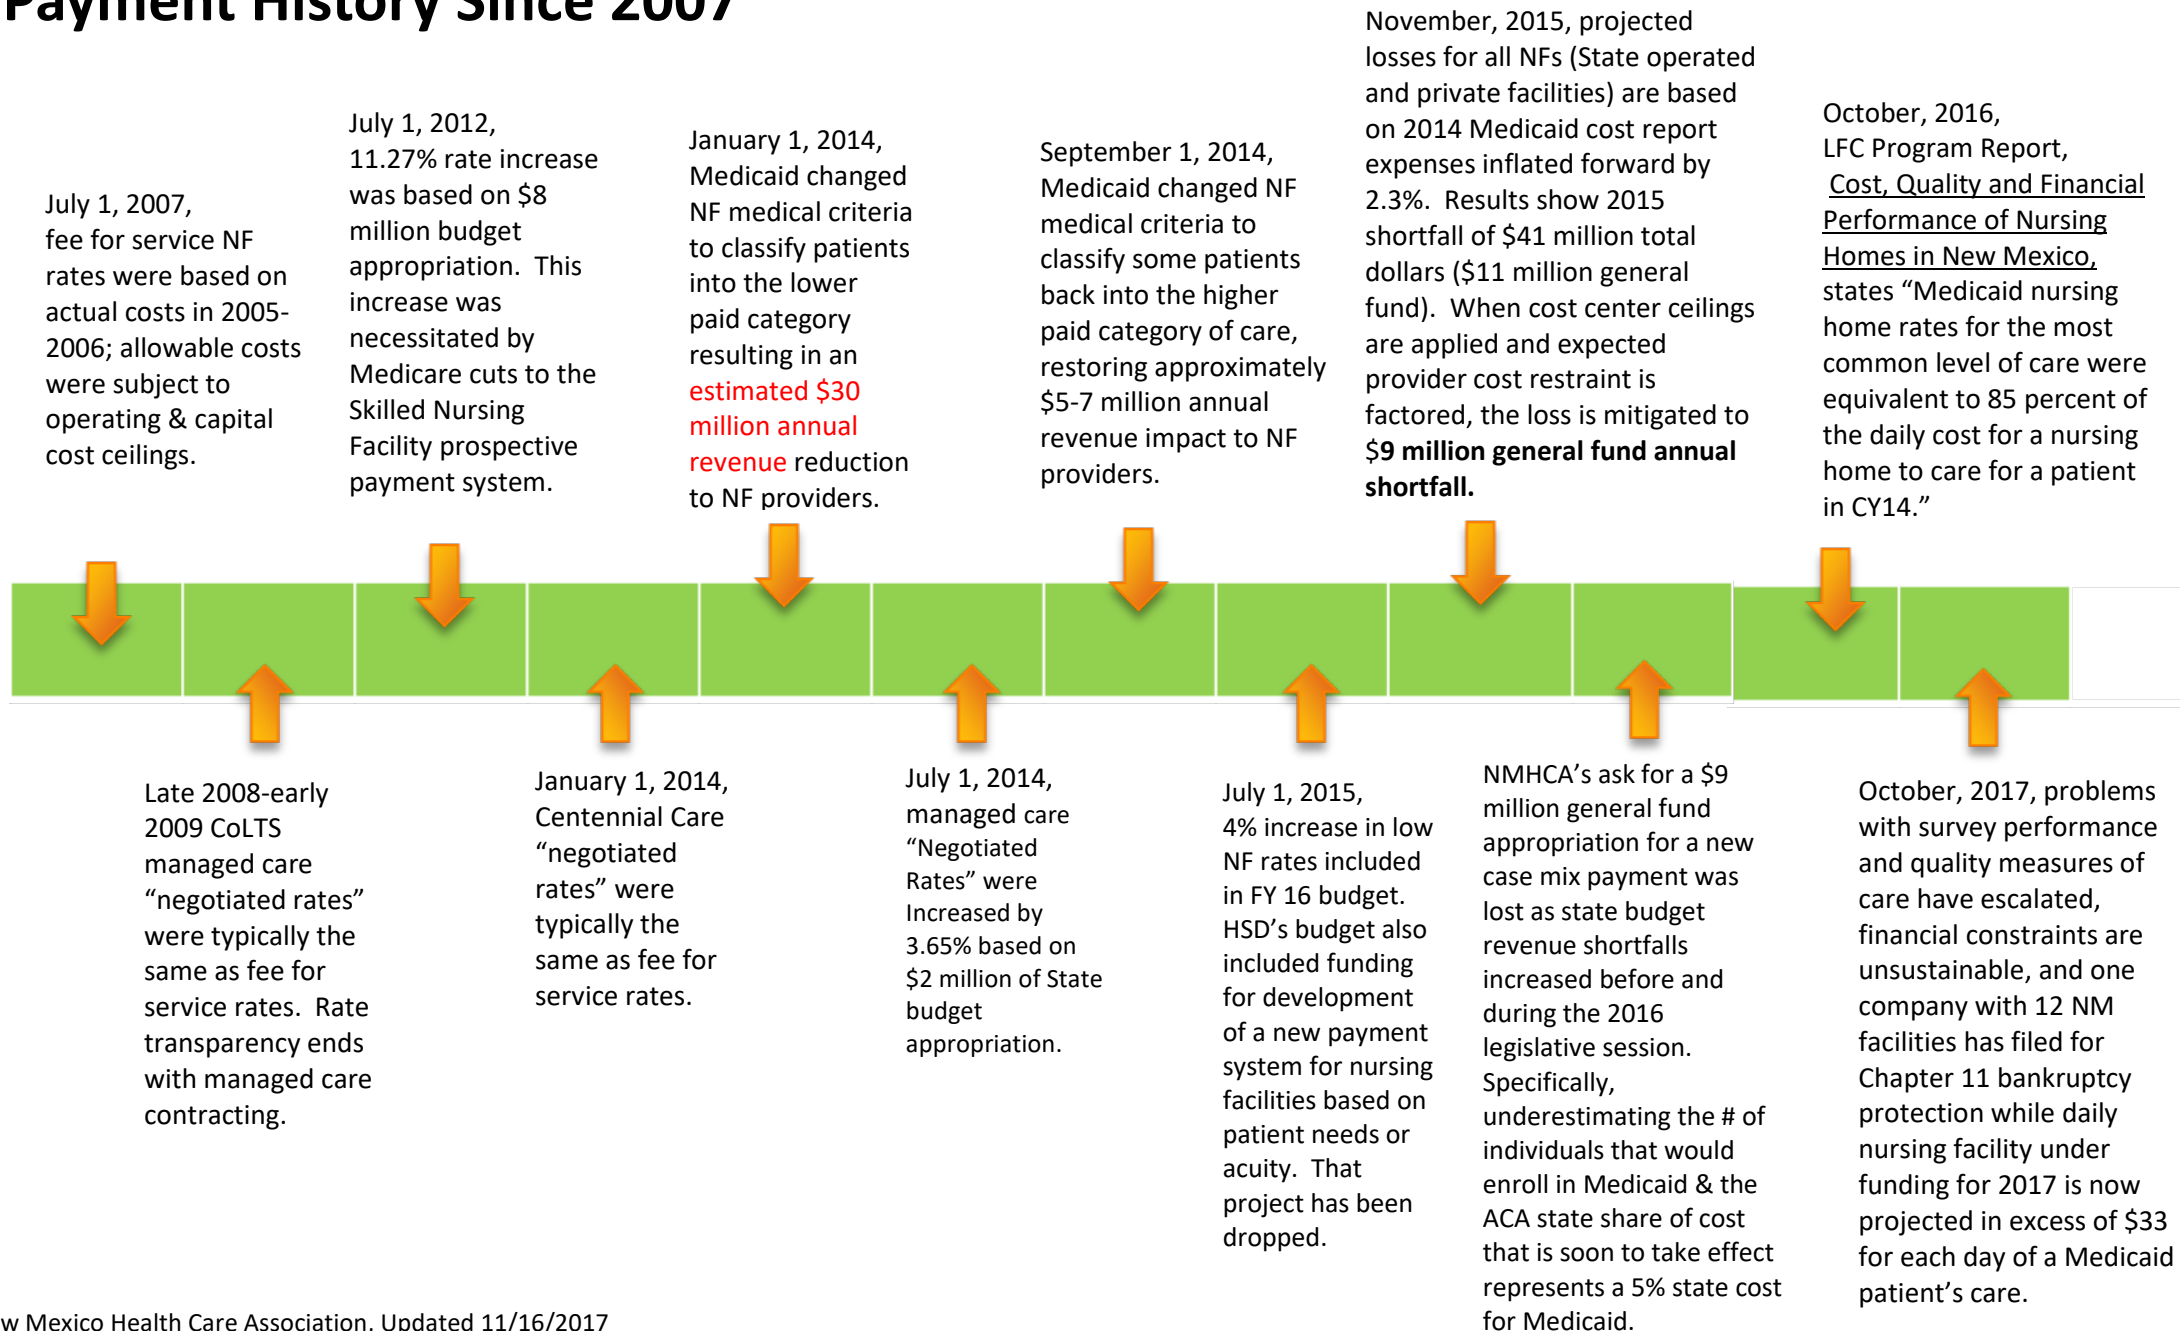 Payment History Since 2007
July 1, 2007,
fee for service NF
rates were based on
actual costs in 2005-
2006; allowable costs
were subject to
operating & capital
cost ceilings.
July 1, 2012,
11.27% rate increase
was based on $8
million budget
appropriation.  This
increase was
necessitated by
Medicare cuts to the
Skilled Nursing
Facility prospective
payment system.
January 1, 2014,
Medicaid changed
NF medical criteria
to classify patients
into the lower
paid category
resulting in an
estimated $30
million annual
revenue reduction
to NF providers.
September 1, 2014,
Medicaid changed NF
medical criteria to
classify some patients
back into the higher
paid category of care,
restoring approximately
$5-7 million annual
revenue impact to NF
providers.
November, 2015, projected
losses for all NFs (State operated
and private facilities) are based
on 2014 Medicaid cost report
expenses inflated forward by
2.3%.  Results show 2015
shortfall of $41 million total
dollars ($11 million general
fund).  When cost center ceilings
are applied and expected
provider cost restraint is
factored, the loss is mitigated to
$9 million general fund annual
shortfall.
October, 2016,
LFC Program Report,
Cost, Quality and Financial
Performance of Nursing
Homes in New Mexico,
states “Medicaid nursing
home rates for the most
common level of care were
equivalent to 85 percent of
the daily cost for a nursing
home to care for a patient
in CY14.”
Late 2008-early
2009 CoLTS
managed care
“negotiated rates”
were typically the
same as fee for
service rates.  Rate
transparency ends
with managed care
contracting.
January 1, 2014,
Centennial Care
“negotiated
rates” were
typically the
same as fee for
service rates.
July 1, 2014,
managed care
“Negotiated
Rates” were
Increased by
3.65% based on
$2 million of State
budget
appropriation.
July 1, 2015,
4% increase in low
NF rates included
in FY 16 budget.
HSD’s budget also
included funding
for development
of a new payment
system for nursing
facilities based on
patient needs or
acuity.  That
project has been
dropped.
NMHCA’s ask for a $9
million general fund
appropriation for a new
case mix payment was
lost as state budget
revenue shortfalls
increased before and
during the 2016
legislative session.
Specifically,
underestimating the # of
individuals that would
enroll in Medicaid & the
ACA state share of cost
that is soon to take effect
represents a 5% state cost
for Medicaid.
October, 2017, problems
with survey performance
and quality measures of
care have escalated,
financial constraints are
unsustainable, and one
company with 12 NM
facilities has filed for
Chapter 11 bankruptcy
protection while daily
nursing facility under
funding for 2017 is now
projected in excess of $33
for each day of a Medicaid
patient’s care.
w Mexico Health Care Association, Updated 11/16/2017